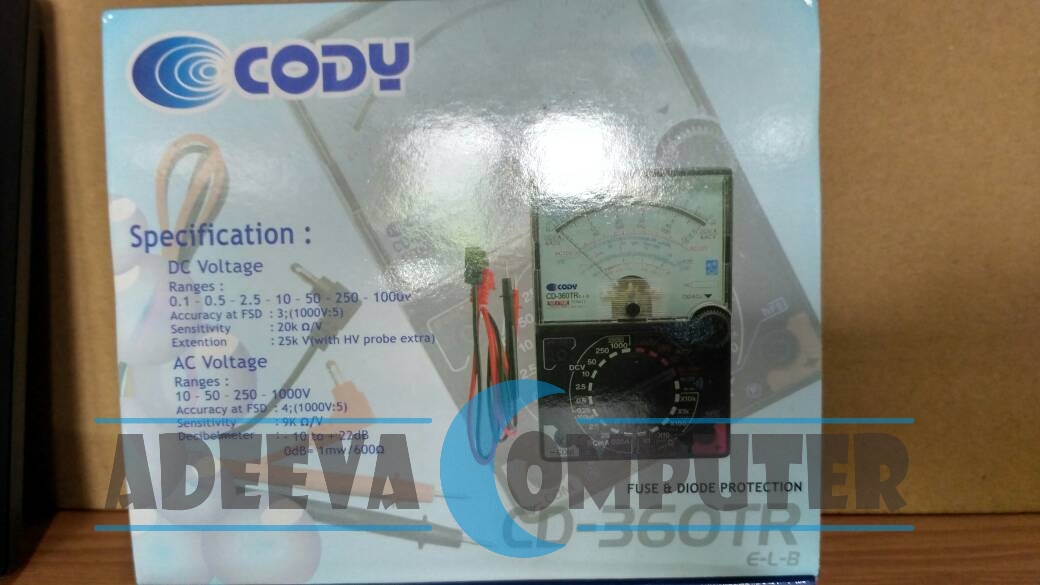 CODY
Specification :
DC Voltage
Ranges :
0.1 - 0.5 - 2.5 - 10 - 50 - 250 - 1000V
Accuracy at FSD : 3;(1000V:5)
Sensitivity : 20k Ω/V
Extention : 25k V(with HV probe extra)
AC Voltage
Ranges :
10 - 50 - 250 - 1000V
Accuracy at FSD : 4;(1000V:5)
Sensitivity : 9K Ω/V
Decibelmeter : - 10 to + 22dB
0dB= 1mw/600Ω
CODY
CD-360TR
DCV
1000
250
50
10
2.5
X10k
X1k
X10
X1
Ω
ADEEVA COMPUTER
FUSE & DIODE PROTECTION
CD-360TR
E-L-B